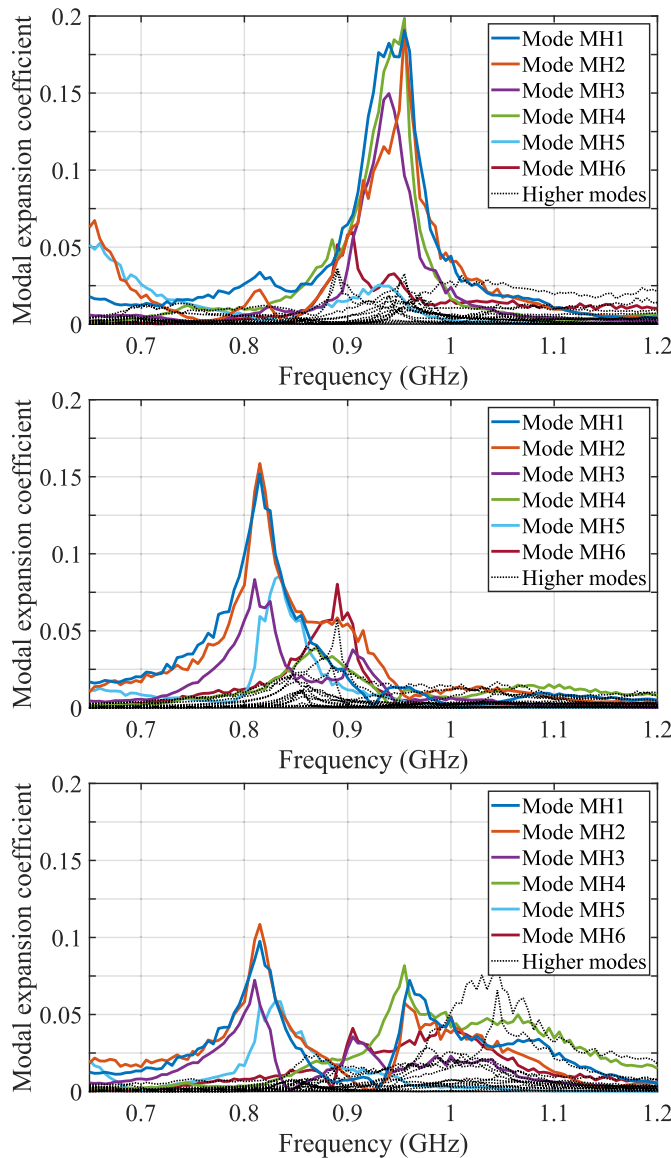 0.2
0.15
0.1
0.05
0
Modal expansion coefficient
Mode MH1
Mode MH2
Mode MH3
Mode MH4
Mode MH5
Mode MH6
Higher modes
0.7 0.8 0.9 1 1.1 1.2
Frequency (GHz)
0.2
0.15
0.1
0.05
0
Modal expansion coefficient
Mode MH1
Mode MH2
Mode MH3
Mode MH4
Mode MH5
Mode MH6
Higher modes
0.7 0.8 0.9 1 1.1 1.2
Frequency (GHz)
0.2
0.15
0.1
0.05
0
Modal expansion coefficient
Mode MH1
Mode MH2
Mode MH3
Mode MH4
Mode MH5
Mode MH6
Higher modes
0.7 0.8 0.9 1 1.1 1.2
Frequency (GHz)